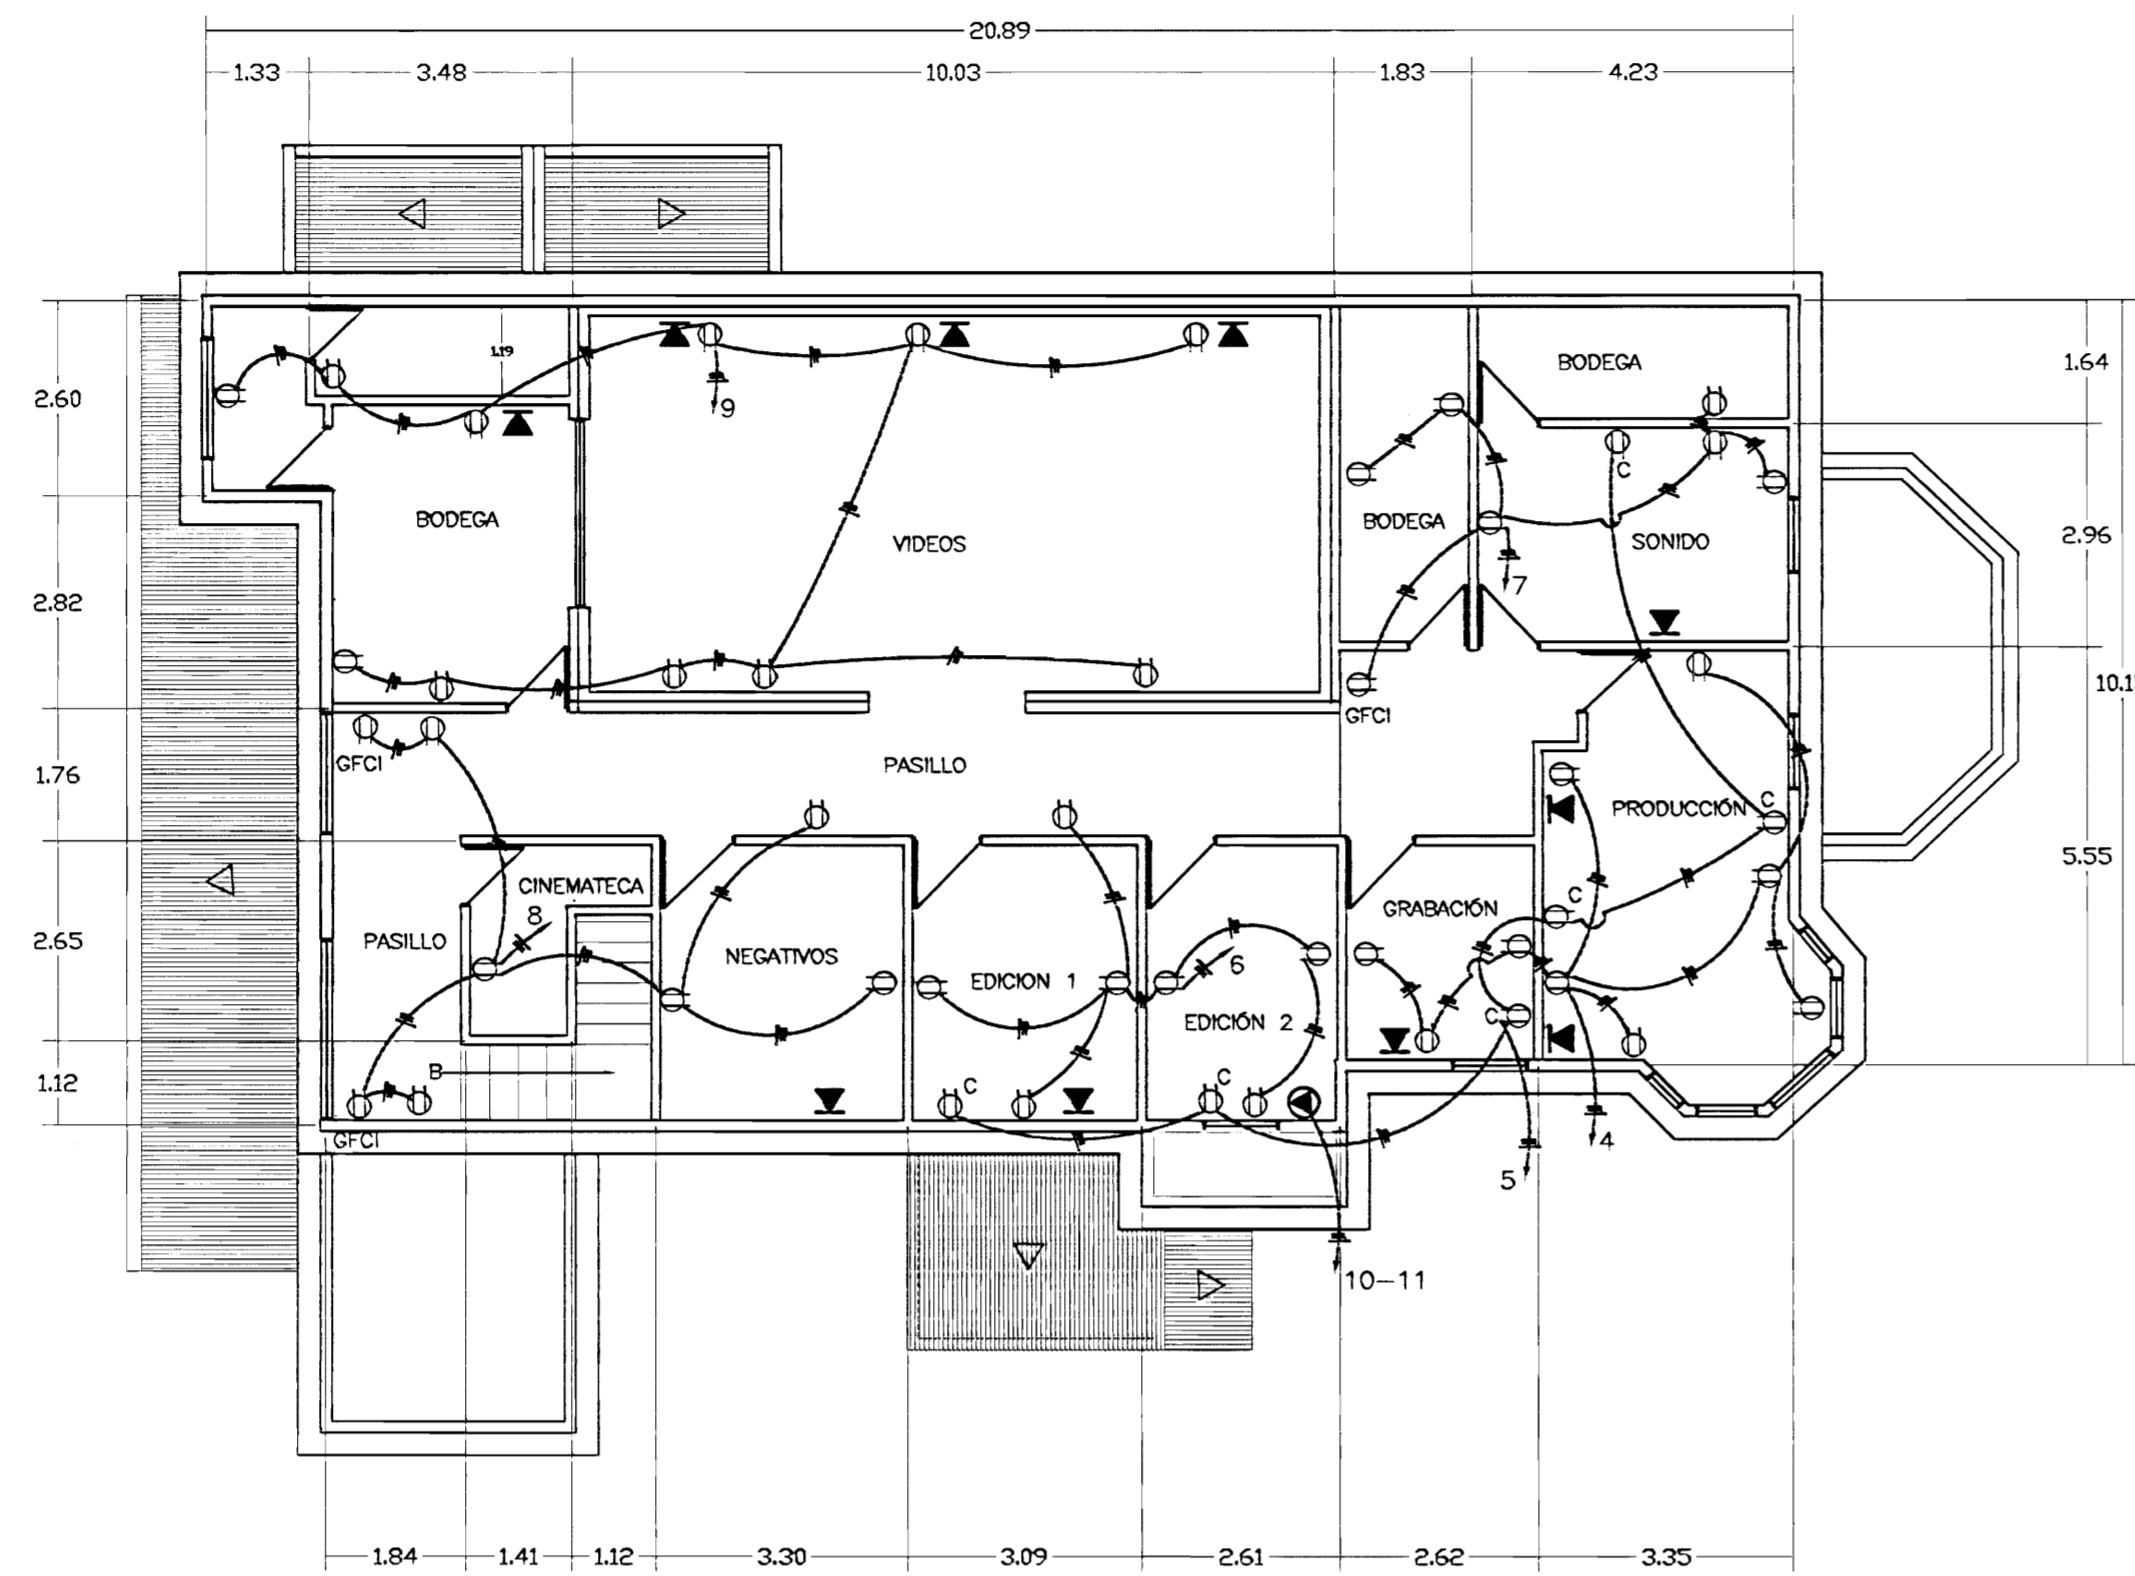 20.89
1.33
3.48
10.03
1.83
4.23
1.19
BODEGA
1.64
2.60
9
C
BODEGA
VIDEOS
BODEGA
SONIDO
2.96
7
2.82
GFCI
10.1
GFCI
PASILLO
1.76
C
PRODUCCIÓN
CINEMATECA
5.55
C
GRABACIÓN
8
PASILLO
NEGATIVOS
2.65
6
EDICION 1
EDICIÓN 2
C
B
1.12
C
C
GFCI
4
5
10-11
1.84
1.41
1.12
3.30
3.09
2.61
2.62
3.35